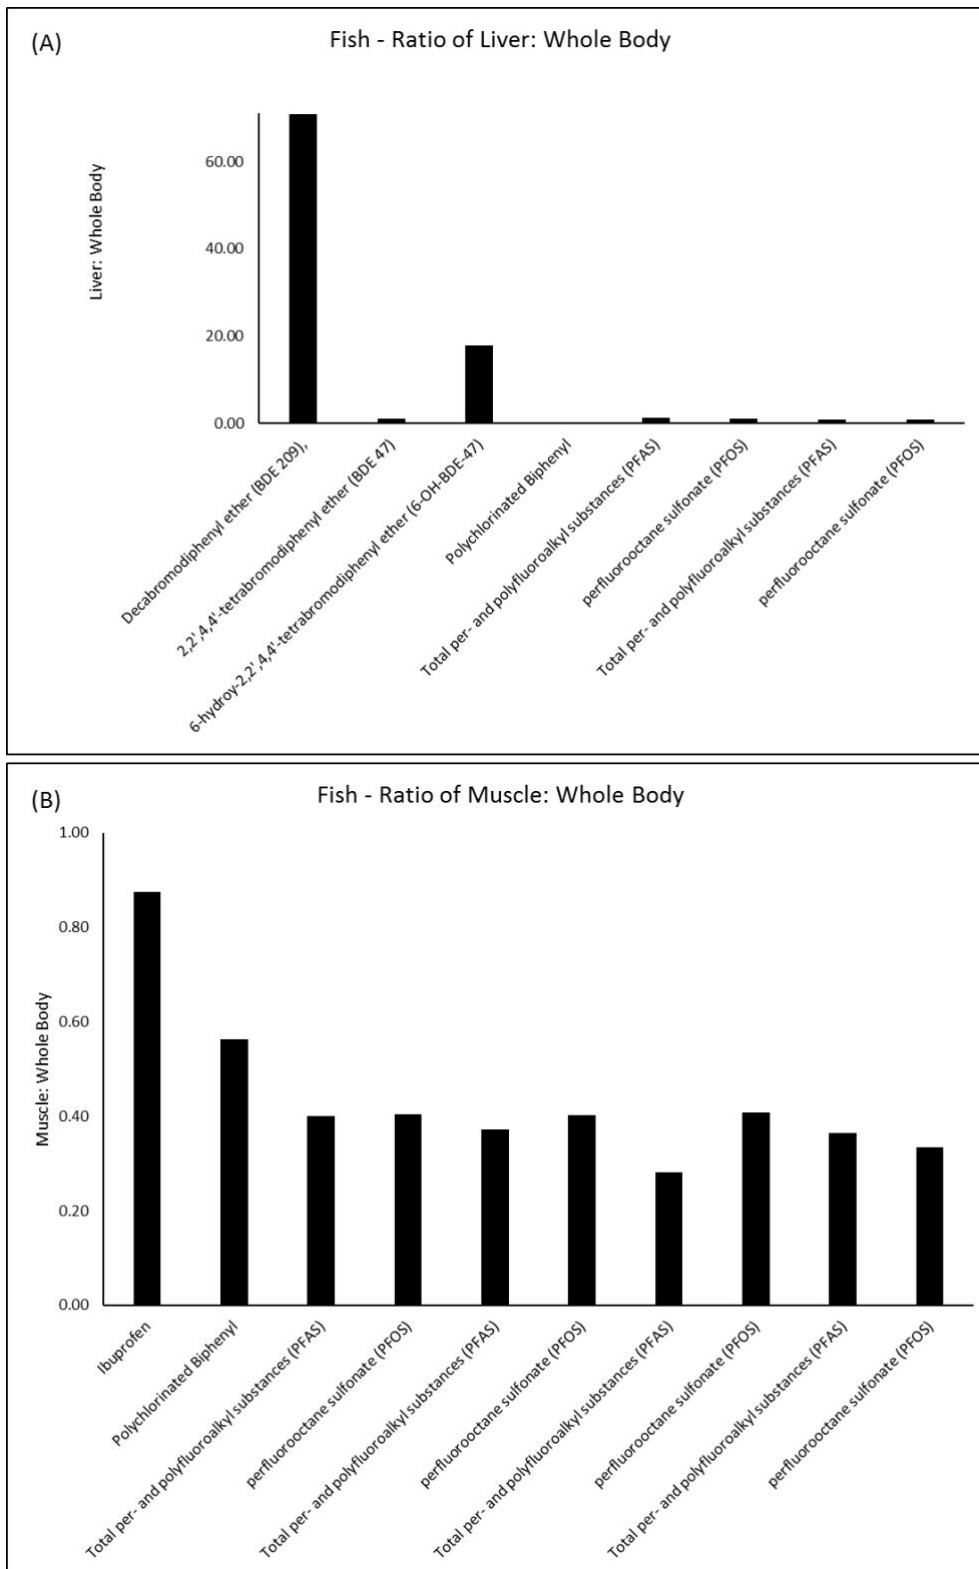 (A)
Fish - Ratio of Liver: Whole Body
Liver: Whole Body
60.00
40.00
20.00
0.00
Decabromodiphenyl ether (BDE 209),
2,2',4,4'-tetrabromodiphenyl ether (BDE 47)
6-hydroy-2,2',4,4'-tetrabromodiphenyl ether (6-OH-BDE-47)
Polychlorinated Biphenyl
Total per- and polyfluoroalkyl substances (PFAS)
perfluorooctane sulfonate (PFOS)
Total per- and polyfluoroalkyl substances (PFAS)
perfluorooctane sulfonate (PFOS)
(B)
Fish - Ratio of Muscle: Whole Body
Muscle: Whole Body
1.00
0.80
0.60
0.40
0.20
0.00
Ibuprofen
Polychlorinated Biphenyl
Total per- and polyfluoroalkyl substances (PFAS)
perfluorooctane sulfonate (PFOS)
Total per- and polyfluoroalkyl substances (PFAS)
perfluorooctane sulfonate (PFOS)
Total per- and polyfluoroalkyl substances (PFAS)
perfluorooctane sulfonate (PFOS)
Total per- and polyfluoroalkyl substances (PFAS)
perfluorooctane sulfonate (PFOS)